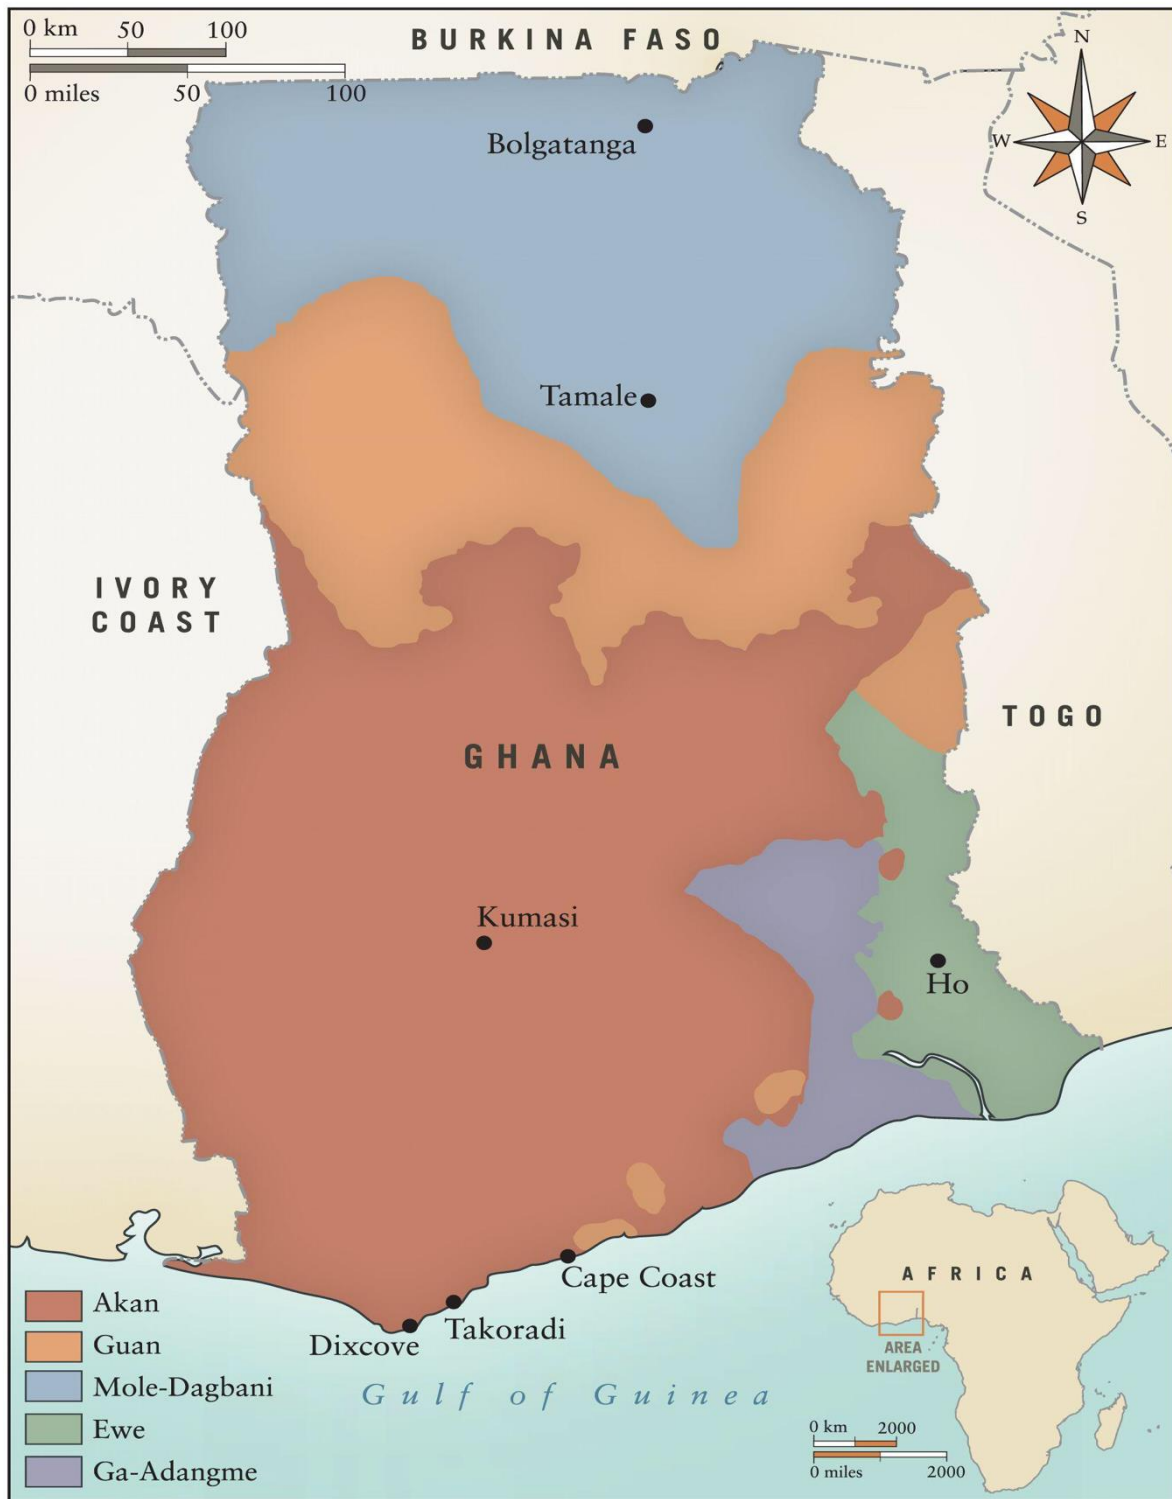 0 km 50 100
0 miles 50 100
BURKINA FASO
N
W E
S
Bolgatanga
Tamale
IVORY
COAST
TOGO
GHANA
Kumasi
Ho
Cape Coast
Takoradi
Dixcove
Gulf of Guinea
Akan
Guan
Mole-Dagbani
Ewe
Ga-Adangme
AFRICA
AREA
ENLARGED
0 km 2000
0 miles 2000